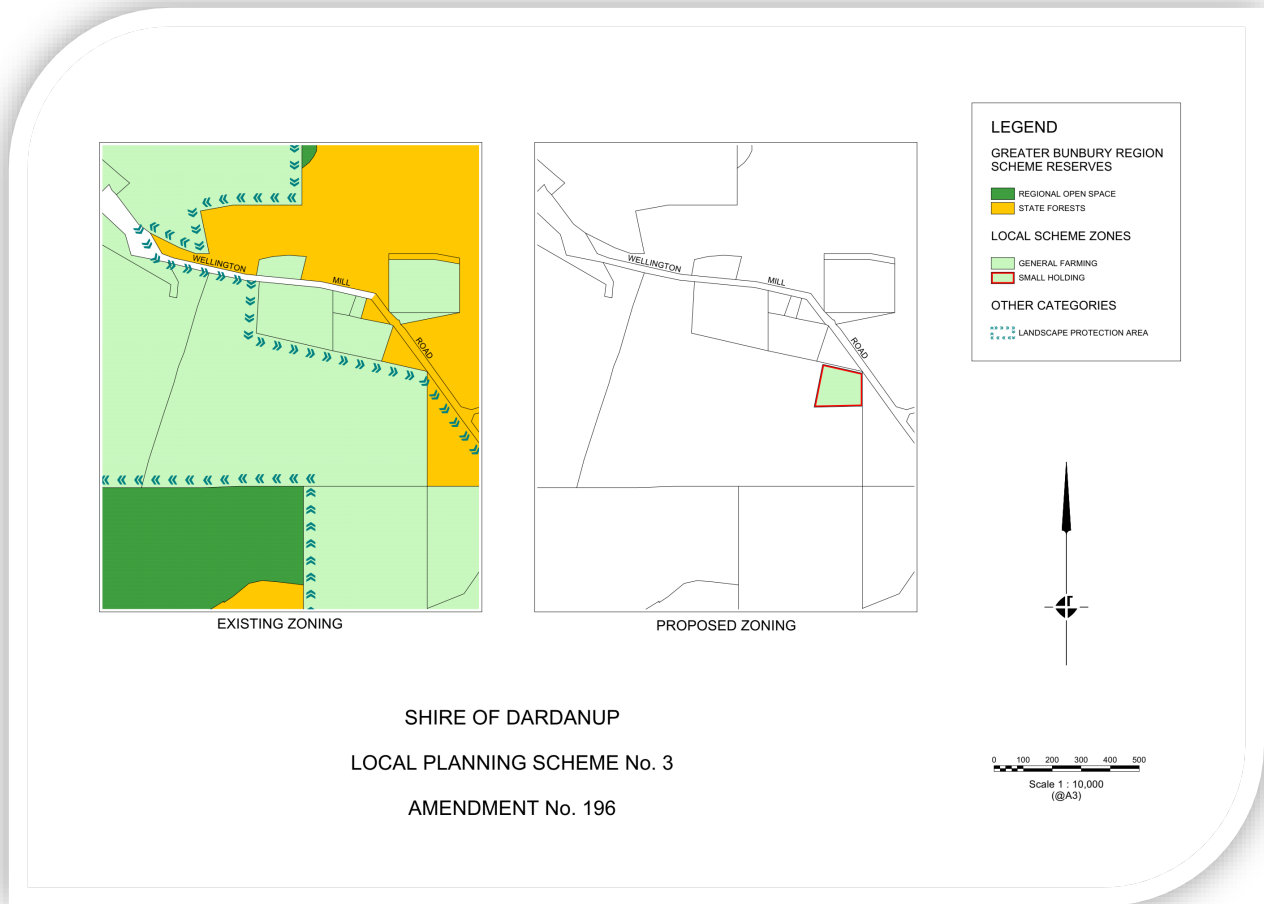 LEGEND
GREATER BUNBURY REGION
SCHEME RESERVES
REGIONAL OPEN SPACE
STATE FORESTS
LOCAL SCHEME ZONES
GENERAL FARMING
SMALL HOLDING
OTHER CATEGORIES
LANDSCAPE PROTECTION AREA
WELLINGTON
MILL
ROAD
EXISTING ZONING
WELLINGTON
MILL
ROAD
PROPOSED ZONING
SHIRE OF DARDANUP
LOCAL PLANNING SCHEME No. 3
AMENDMENT No. 196
0 100 200 300 400 500
Scale 1 : 10,000
(@A3)